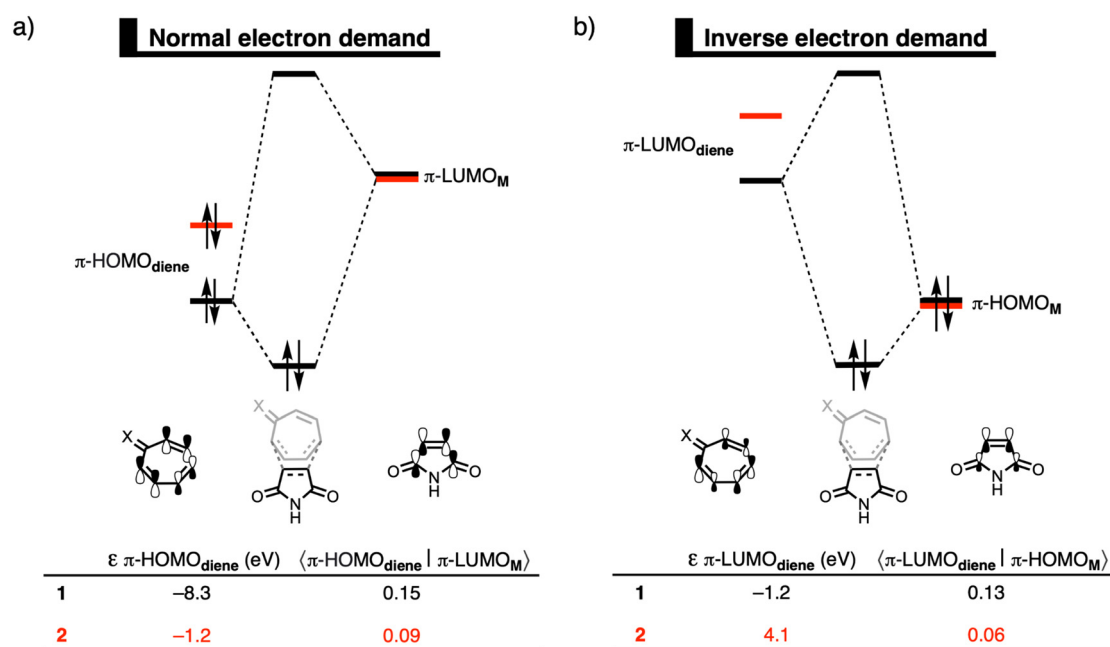 a)
Normal electron demand
π-LUMOM
π-HOMOdiene
X
X
O
N
H
O
O
N
H
O
ε π-HOMOdiene (eV) ⟨π-HOMOdiene | π-LUMOM⟩
1 −8.3 0.15
2 −1.2 0.09
b)
Inverse electron demand
π-LUMOdiene
π-HOMOM
X
X
O
N
H
O
O
N
H
O
ε π-LUMOdiene (eV) ⟨π-LUMOdiene | π-HOMOM⟩
1 −1.2 0.13
2 4.1 0.06